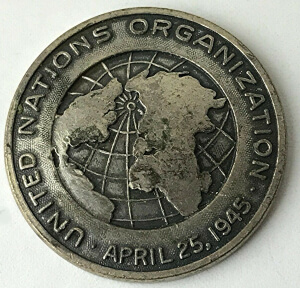 UNITED NATIONS ORGANIZATION
· APRIL 25, 1945 ·